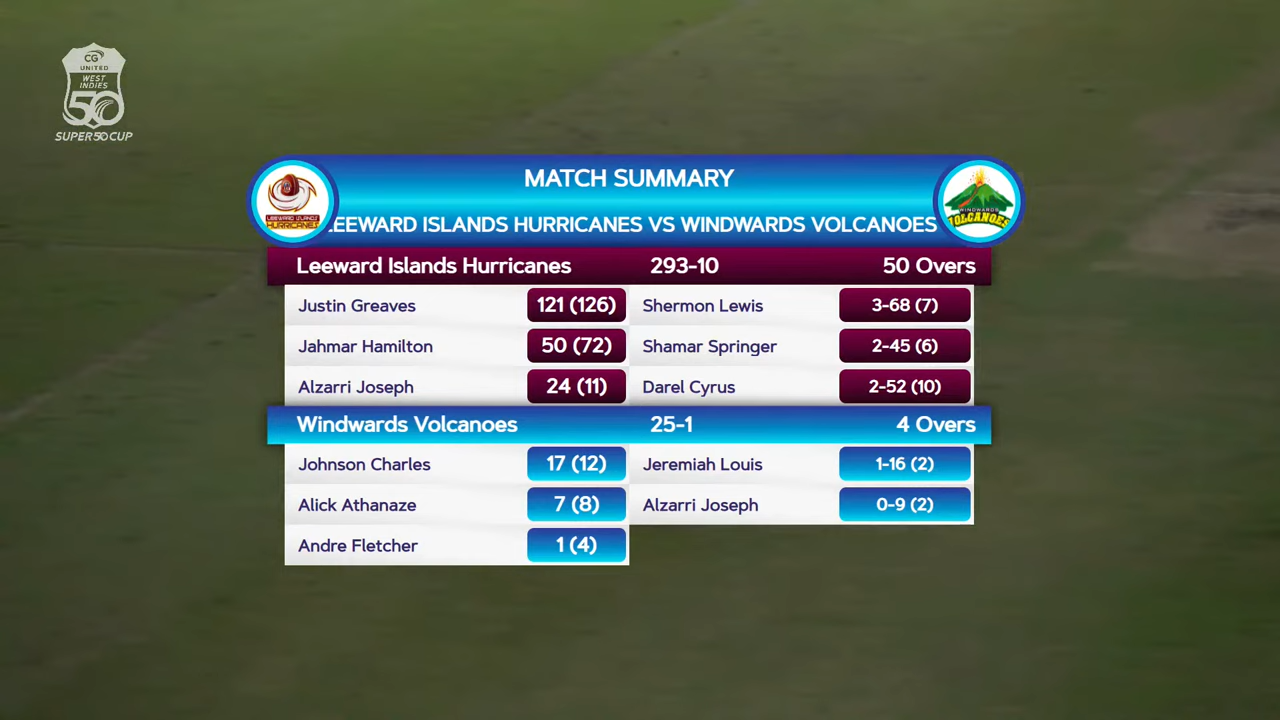 CG
UNITED
WEST
INDIES
50
SUPER50 CUP
MATCH SUMMARY
LEEWARD ISLANDS HURRICANES VS WINDWARDS VOLCANOES
LEEWARD ISLANDS
HURRICANES
WINDWARDS
VOLCANOES
Leeward Islands Hurricanes 293-10 50 Overs
Justin Greaves 121 (126) Shermon Lewis 3-68 (7)
Jahmar Hamilton 50 (72) Shamar Springer 2-45 (6)
Alzarri Joseph 24 (11) Darel Cyrus 2-52 (10)
Windwards Volcanoes 25-1 4 Overs
Johnson Charles 17 (12) Jeremiah Louis 1-16 (2)
Alick Athanaze 7 (8) Alzarri Joseph 0-9 (2)
Andre Fletcher 1 (4)